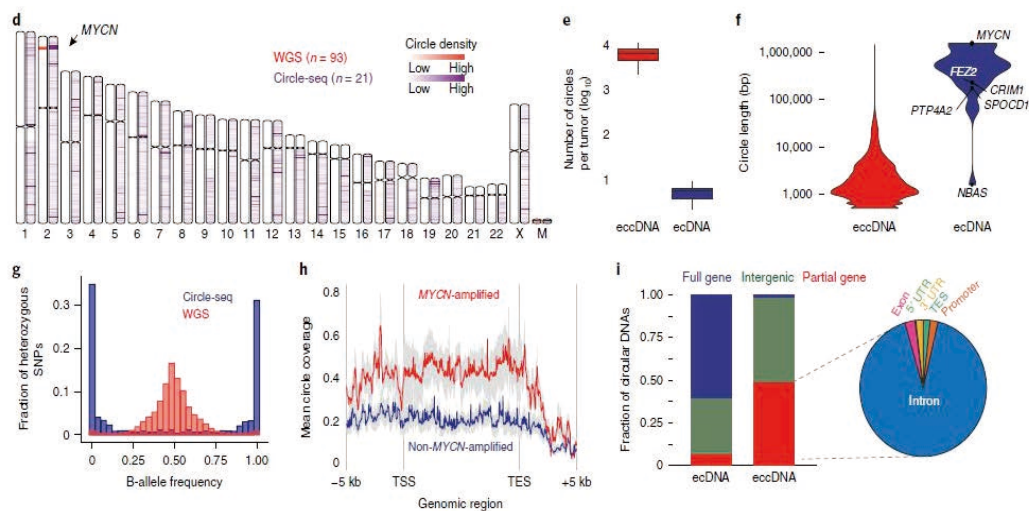 d
MYCN
WGS (n = 93)
Circle-seq (n = 21)
Circle density
Low High
Low High
1 2 3 4 5 6 7 8 9 10 11 12 13 14 15 16 17 18 19 20 21 22 X M
e
Number of circles
per tumor (log10)
4
3
2
1
eccDNA ecDNA
f
Circle length (bp)
1,000,000
100,000
10,000
1,000
MYCN
FEZ2
CRIM1
PTP4A2
SPOCD1
NBAS
eccDNA ecDNA
g
Fraction of heterozygous
SNPs
0.3
0.2
0.1
0
Circle-seq
WGS
0 0.25 0.50 0.75 1.00
B-allele frequency
h
Mean circle coverage
0.8
0.6
0.4
0.2
0
MYCN-amplified
Non-MYCN-amplified
–5 kb TSS TES +5 kb
Genomic region
i
Full gene Intergenic Partial gene
Fraction of circular DNAs
1.00
0.75
0.50
0.25
0
ecDNA eccDNA
Exon
5′ UTR
3′ UTR
TES
Promoter
Intron